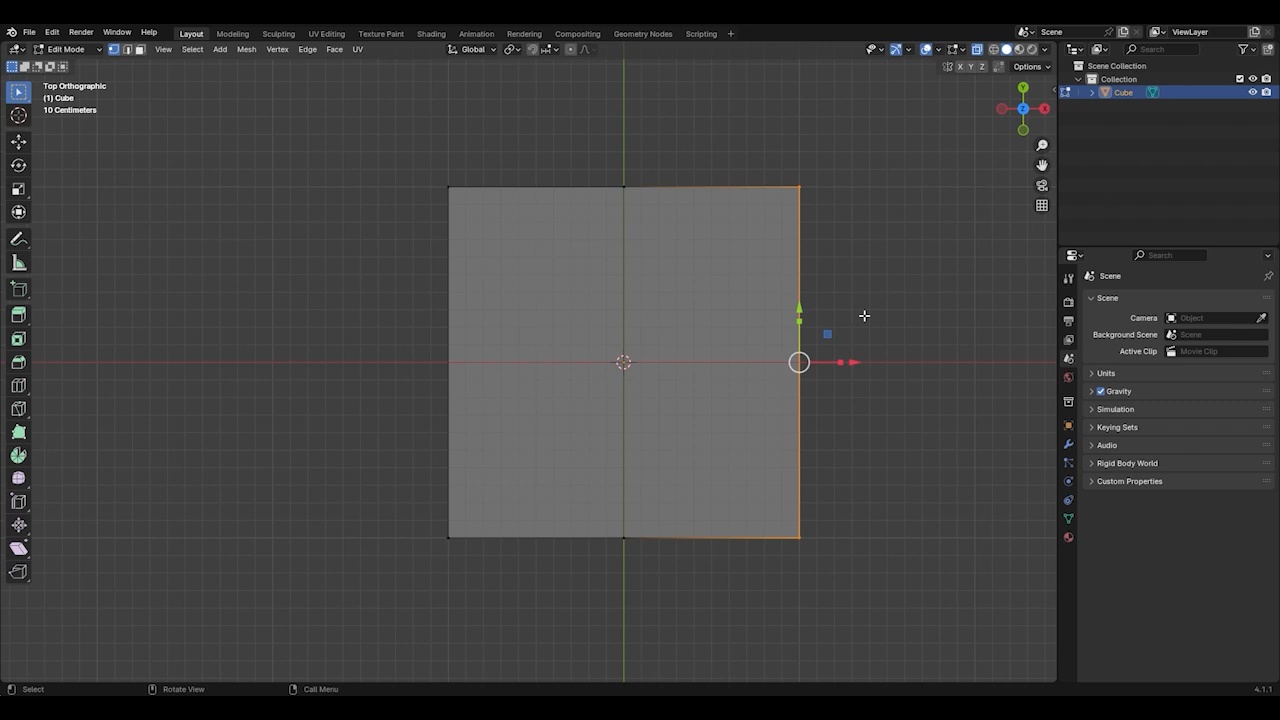 File Edit Render Window Help Layout Modeling Sculpting UV Editing Texture Paint Shading Animation Rendering Compositing Geometry Nodes Scripting + Scene ViewLayer
Edit Mode View Select Add Mesh Vertex Edge Face UV Global Search
X Y Z Options
Scene Collection
Collection
Cube
Top Orthographic
(1) Cube
10 Centimeters
Y
Z
X
Search
Scene
Scene
Camera Object
Background Scene Scene
Active Clip Movie Clip
Units
Gravity
Simulation
Keying Sets
Audio
Rigid Body World
Custom Properties
Select Rotate View Call Menu 4.1.1